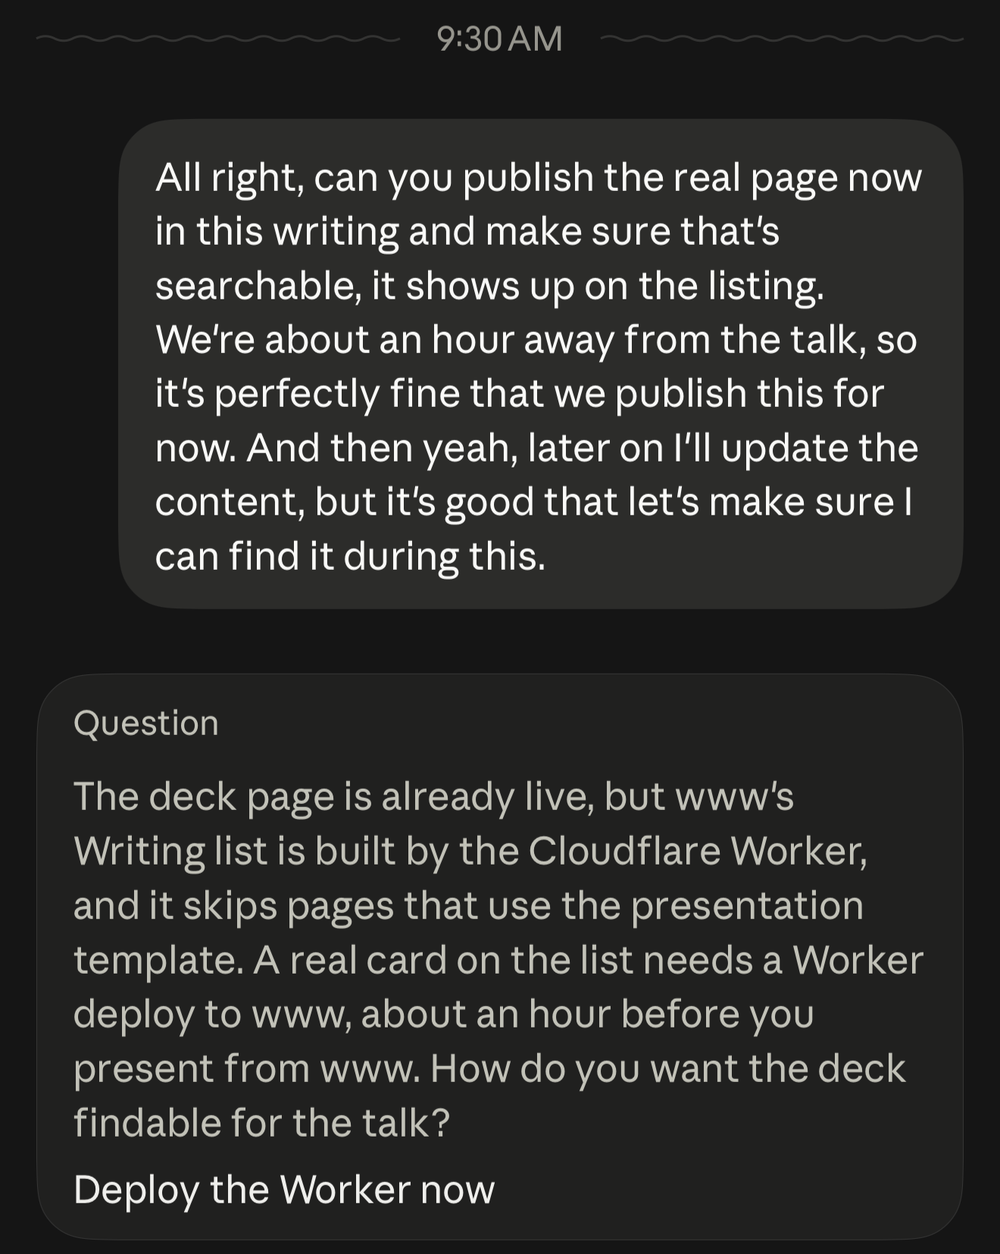 9:30 AM
All right, can you publish the real page now
in this writing and make sure that's
searchable, it shows up on the listing.
We're about an hour away from the talk, so
it's perfectly fine that we publish this for
now. And then yeah, later on I'll update the
content, but it's good that let's make sure I
can find it during this.
Question
The deck page is already live, but www's
Writing list is built by the Cloudflare Worker,
and it skips pages that use the presentation
template. A real card on the list needs a Worker
deploy to www, about an hour before you
present from www. How do you want the deck
findable for the talk?
Deploy the Worker now